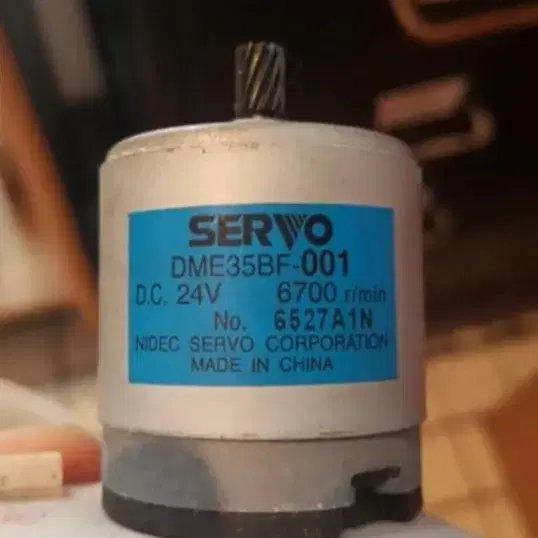 SERVO
DME35BF-001
D.C. 24V 6700 r/min
No. 6527A1N
NIDEC SERVO CORPORATION
MADE IN CHINA